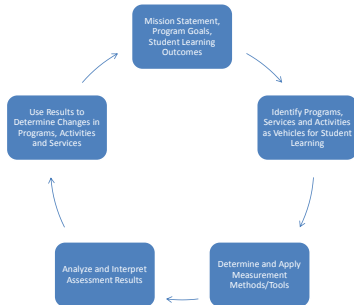 Mission Statement,
Program Goals,
Student Learning
Outcomes
Identify Programs,
Services and Activities
as Vehicles for Student
Learning
Determine and Apply
Measurement
Methods/Tools
Analyze and Interpret
Assessment Results
Use Results to
Determine Changes in
Programs, Activities
and Services